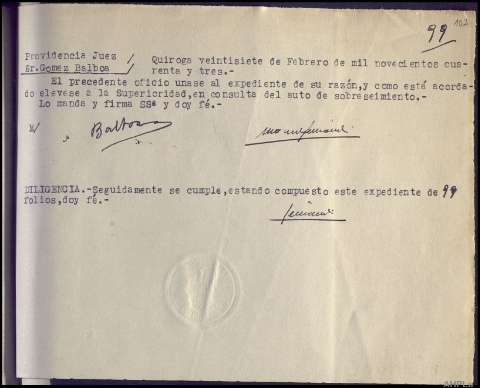 99
102
Providencia Juez / Quiroga veintisiete de Febrero de mil novecientos cua-
Sr.Gomez Balboa / renta y tres.-
El precedente oficio unase al expediente de su razón,y como está acorda-
do elevese a la Superioridad,en consulta del auto de sobreseimiento.-
Lo manda y firma SSª y doy fé.-
Balboa
DILIGENCIA.-Seguidamente se cumple,estando compuesto este expediente de 99
folios,doy fé.-